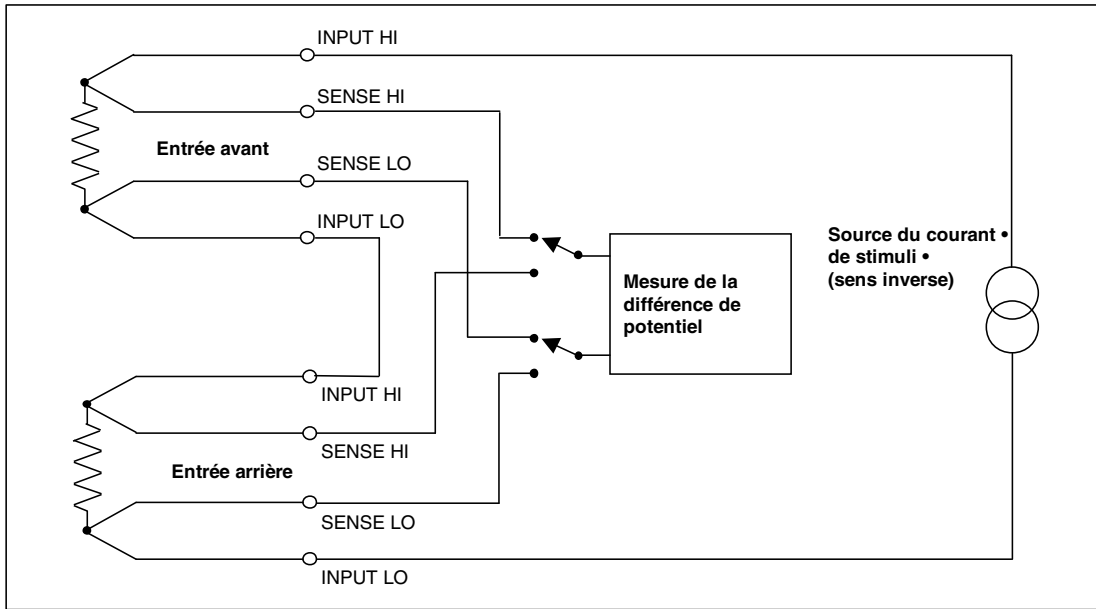 INPUT HI
SENSE HI
Entrée avant
SENSE LO
INPUT LO
Source du courant •
de stimuli •
(sens inverse)
Mesure de la
différence de
potentiel
INPUT HI
SENSE HI
Entrée arrière
SENSE LO
INPUT LO